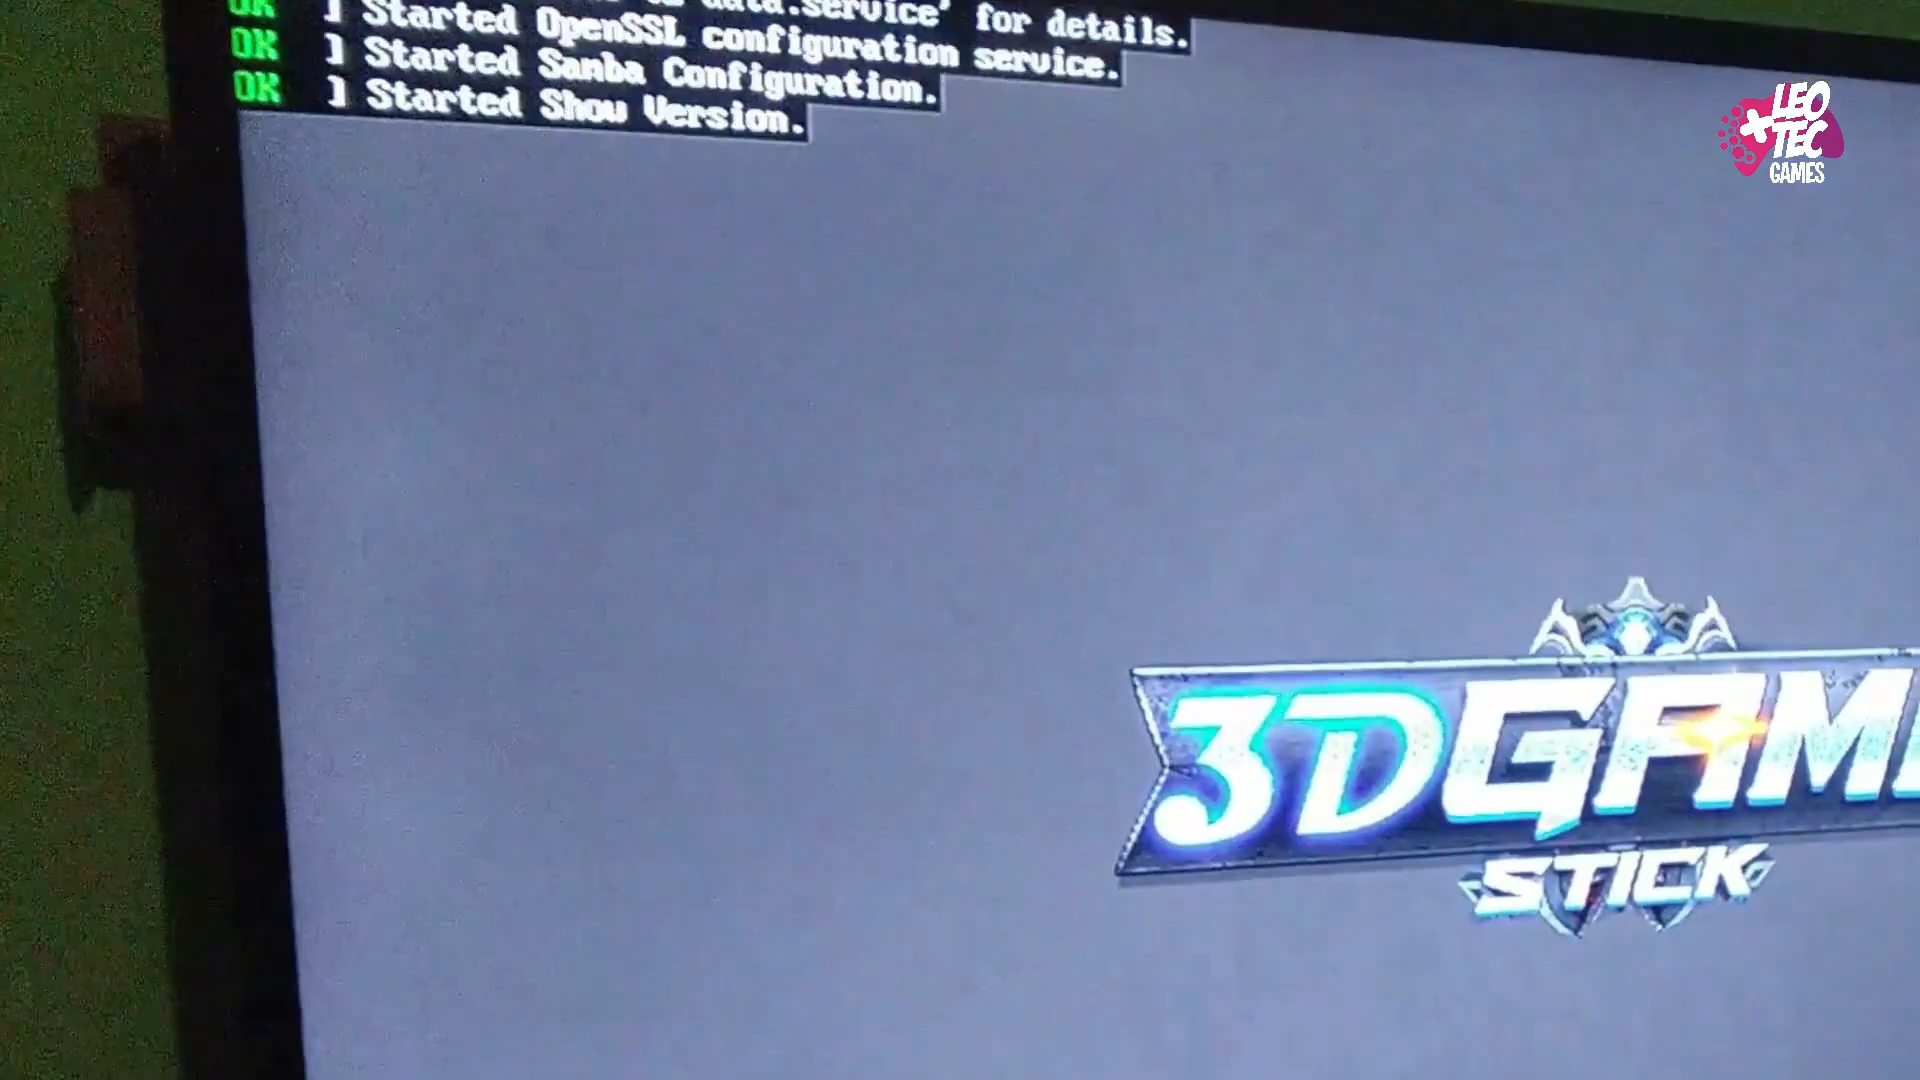 data.service' for details.
OK ] Started OpenSSL configuration service.
OK ] Started Samba Configuration.
OK ] Started Show Version.
LEO
TEC
GAMES
3DGAM
STICK